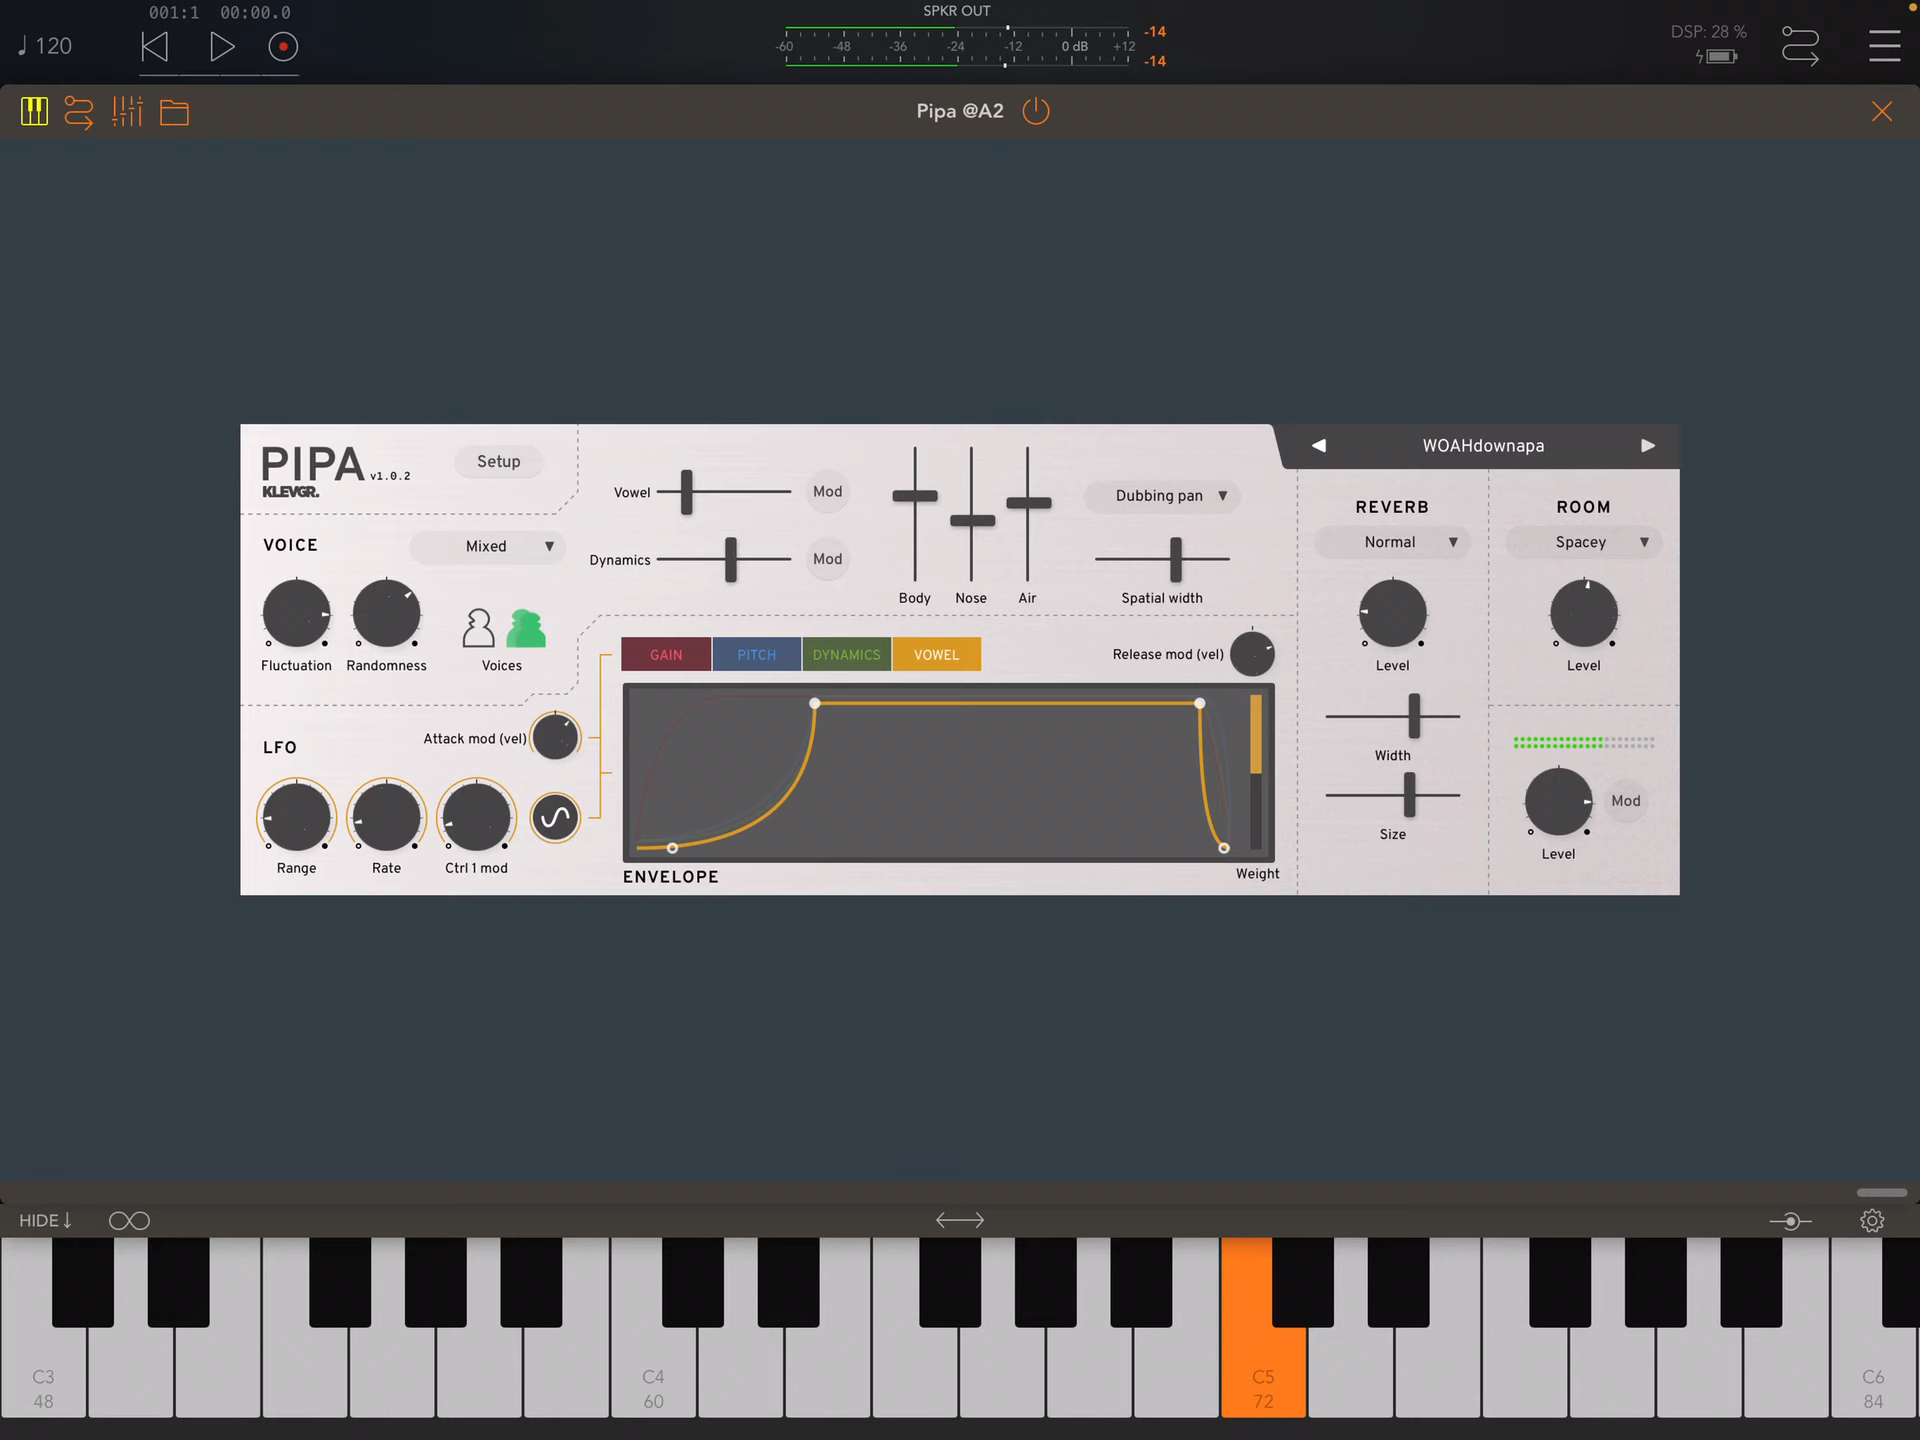 001:1 00:00.0
SPKR OUT
♩ 120
-60 -48 -36 -24 -12 0 dB +12
-14
-14
DSP: 28 %
Pipa @A2
PIPA v1.0.2
KLEVGR.
Setup
WOAHdownapa
VOICE
Mixed
Fluctuation
Randomness
Voices
Vowel
Mod
Dynamics
Mod
Body
Nose
Air
Dubbing pan
Spatial width
REVERB
Normal
Level
Width
Size
ROOM
Spacey
Level
Level
Mod
GAIN
PITCH
DYNAMICS
VOWEL
Release mod (vel)
Attack mod (vel)
LFO
Range
Rate
Ctrl 1 mod
ENVELOPE
Weight
HIDE↓
C3
48
C4
60
C5
72
C6
84